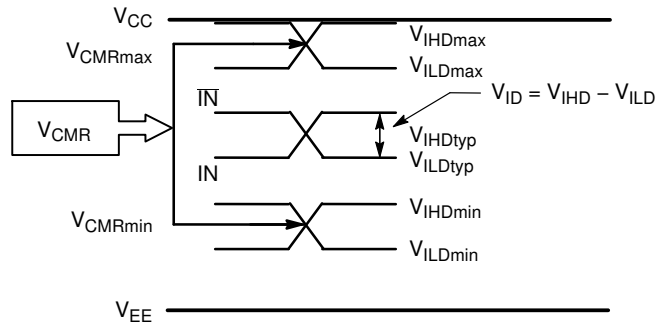 VCC
VIHDmax
VCMRmax
VILDmax
IN
VID = VIHD − VILD
VCMR
VIHDtyp
VILDtyp
IN
VIHDmin
VCMRmin
VILDmin
VEE